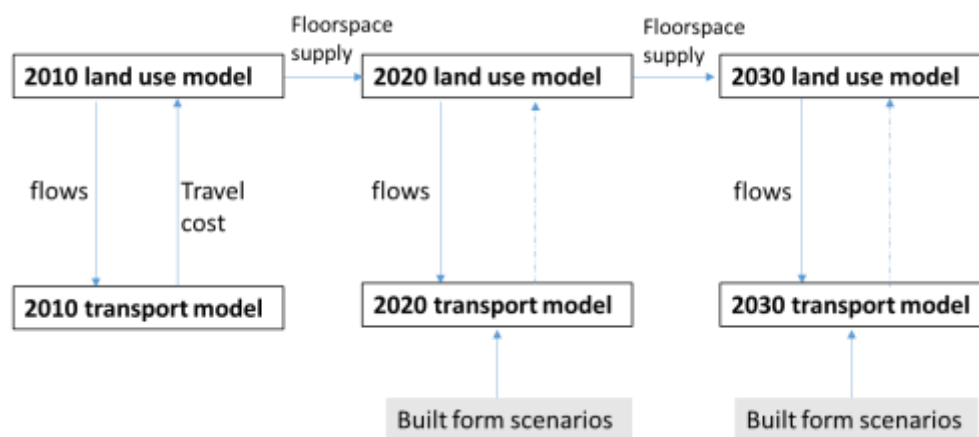 Floorspace
supply
Floorspace
supply
2010 land use model
2020 land use model
2030 land use model
flows
Travel
cost
flows
flows
2010 transport model
2020 transport model
2030 transport model
Built form scenarios
Built form scenarios